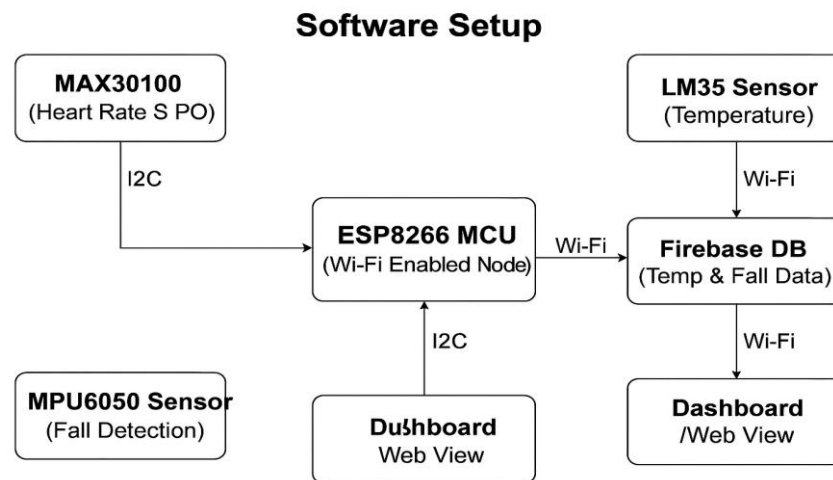 Software Setup
MAX30100
(Heart Rate S PO)
LM35 Sensor
(Temperature)
I2C
Wi-Fi
ESP8266 MCU
(Wi-Fi Enabled Node)
Wi-Fi
Firebase DB
(Temp & Fall Data)
I2C
Wi-Fi
MPU6050 Sensor
(Fall Detection)
Web View
Dashboard
/Web View